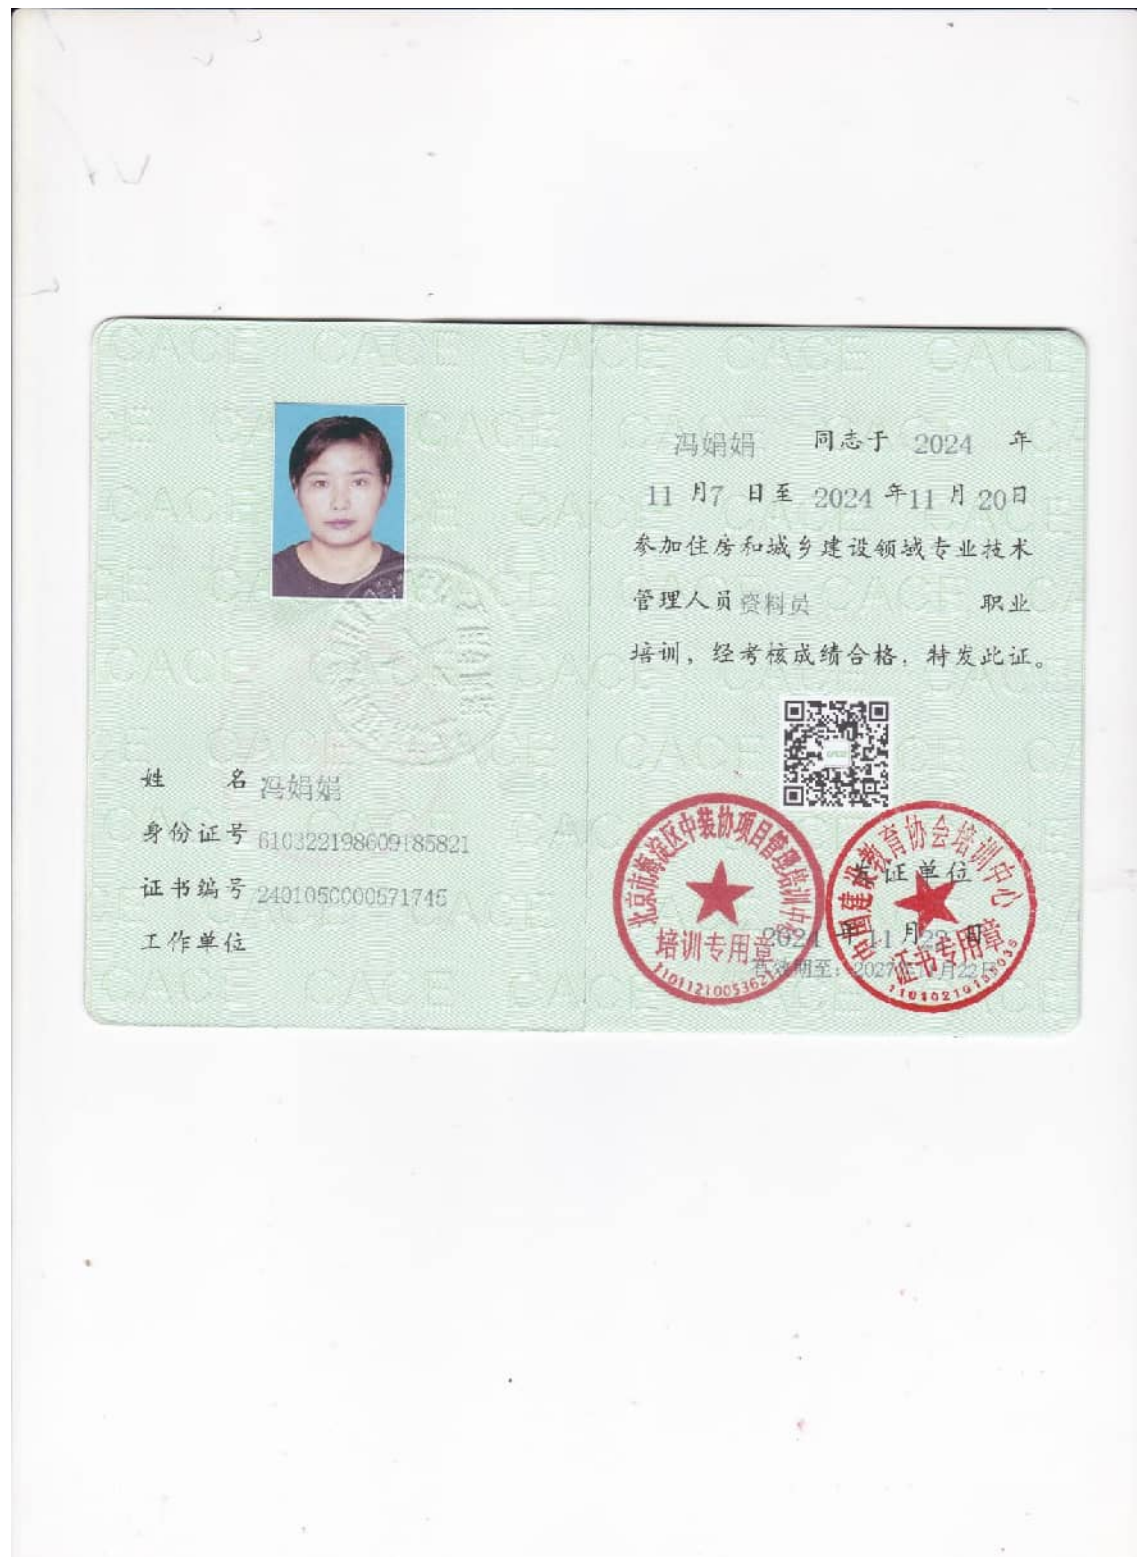 姓 名 冯娟娟
身份证号 610322198609185821
证书编号 2401050000571745
工作单位
冯娟娟 同志于 2024 年
11 月 7 日至 2024 年 11 月 20 日
参加住房和城乡建设领域专业技术
管理人员 资料员 职业
培训，经考核成绩合格，特发此证。
发证单位
2024 年 11 月 22 日
有效期至：2027年11月22日
北京市海淀区中装协项目管理培训中心
培训专用章
中国建设教育协会培训中心
证书专用章
CACE